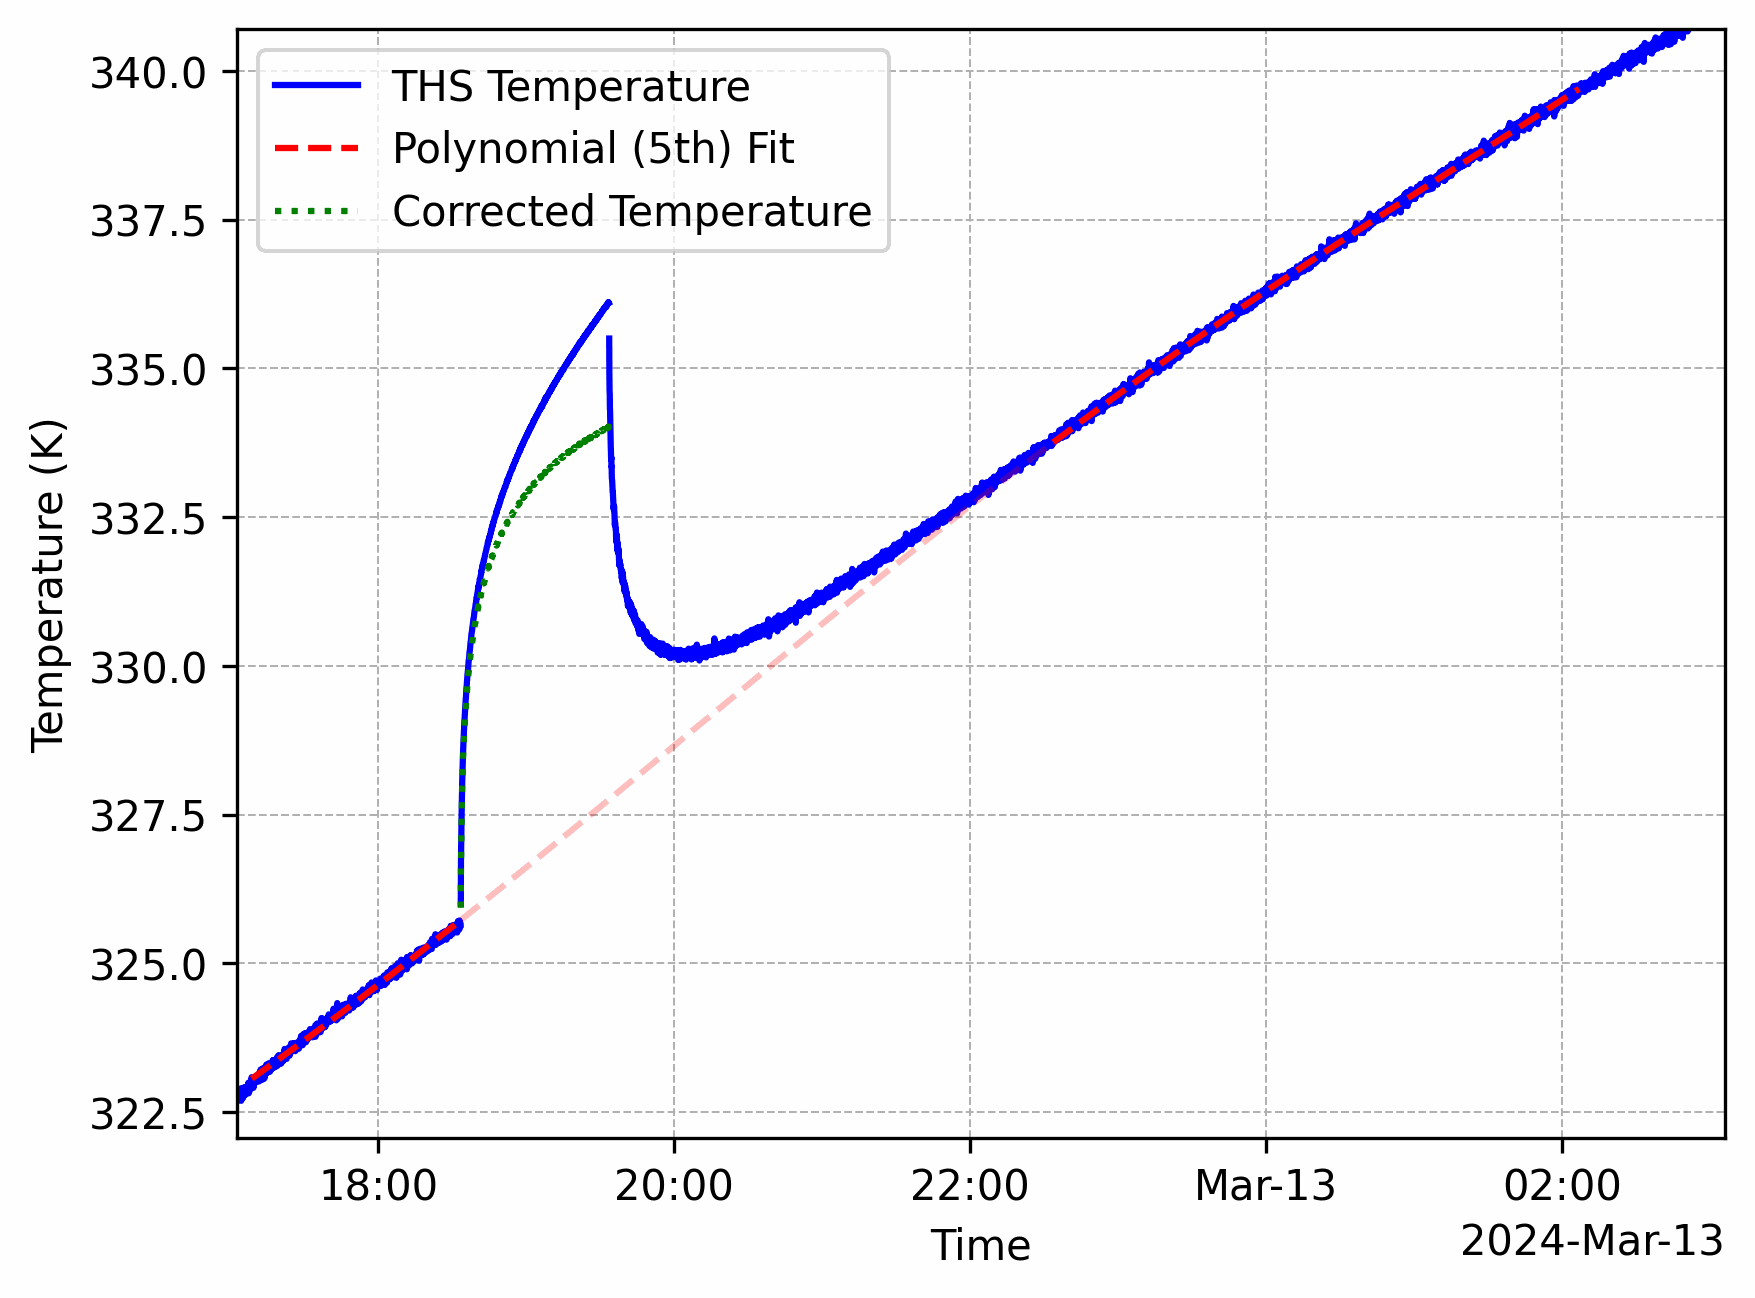 THS Temperature
Polynomial (5th) Fit
Corrected Temperature
340.0
337.5
335.0
332.5
330.0
327.5
325.0
322.5
Temperature (K)
18:00 20:00 22:00 Mar-13 02:00
Time
2024-Mar-13